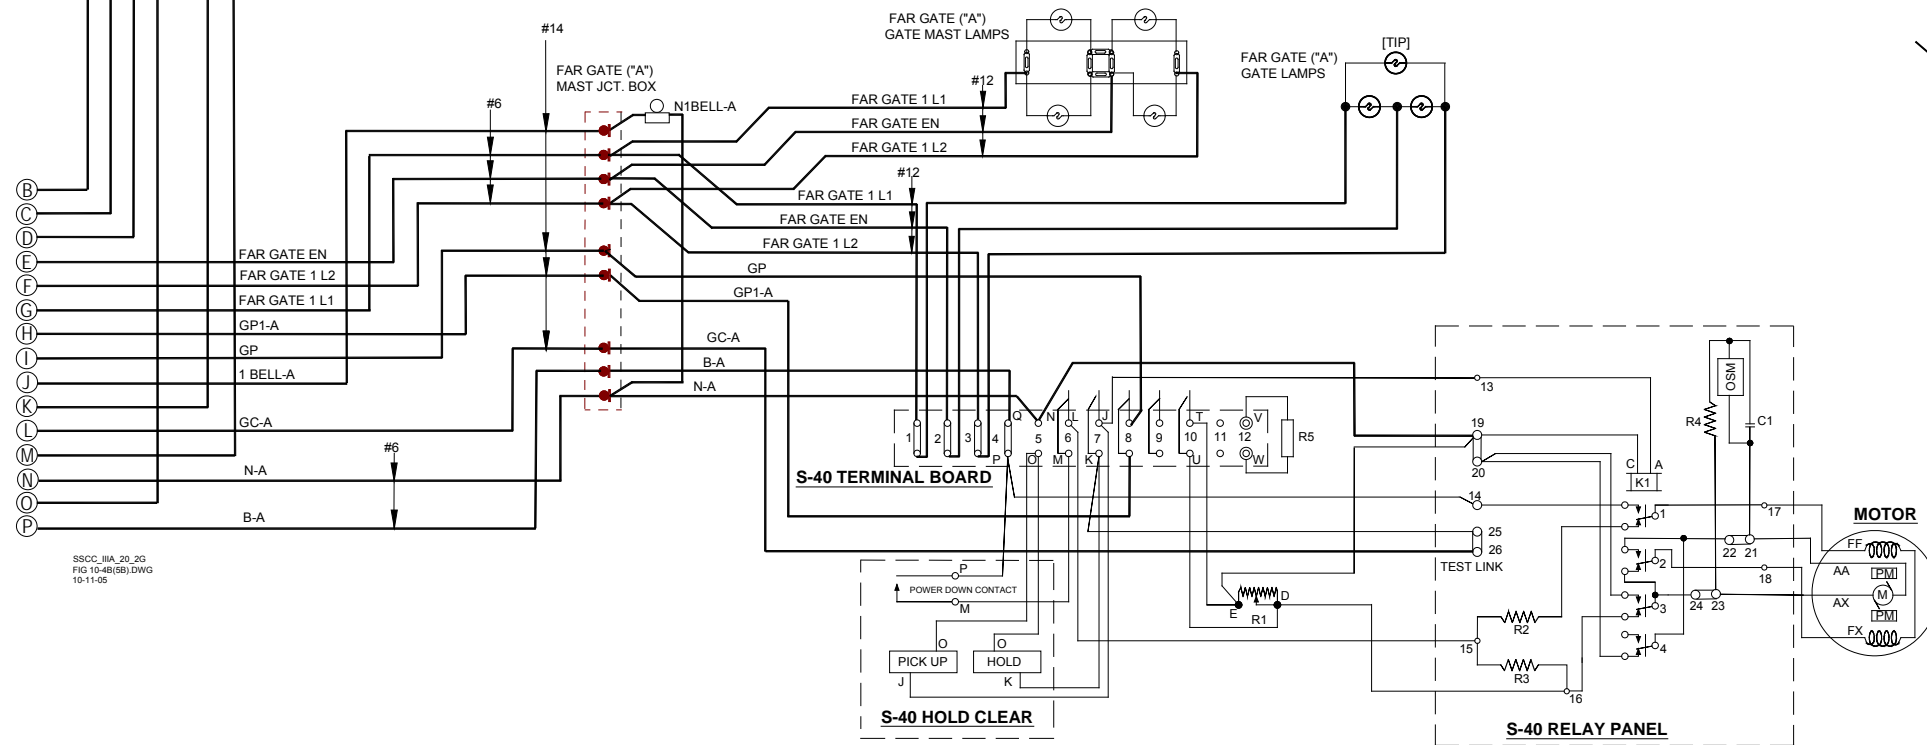 #14
FAR GATE ("A")
MAST JCT. BOX
#6
N1BELL-A
FAR GATE ("A")
GATE MAST LAMPS
#12
FAR GATE 1 L1
FAR GATE EN
FAR GATE 1 L2
FAR GATE ("A")
GATE LAMPS
[TIP]
#12
FAR GATE 1 L1
FAR GATE EN
FAR GATE 1 L2
GP
GP1-A
GC-A
B-A
N-A
B
C
D
E FAR GATE EN
F FAR GATE 1 L2
G FAR GATE 1 L1
H GP1-A
I GP
J 1 BELL-A
K
L GC-A
M
N N-A
O
P B-A
#6
SSCC_IIIA_20_2G
FIG 10-4B(5B).DWG
10-11-05
Q N L J T V
1 2 3 4 5 6 7 8 9 10 11 12
P O M K U W
R5
S-40 TERMINAL BOARD
P
POWER DOWN CONTACT
M
O O
PICK UP HOLD
J K
S-40 HOLD CLEAR
E D
R1
13
19
20
14
25
26
TEST LINK
15
R2
R3
16
R4
OSM
C1
C A
K1
1
2
3
4
17
22 21
18
24 23
S-40 RELAY PANEL
MOTOR
FF
AA
PM
M
AX
PM
FX